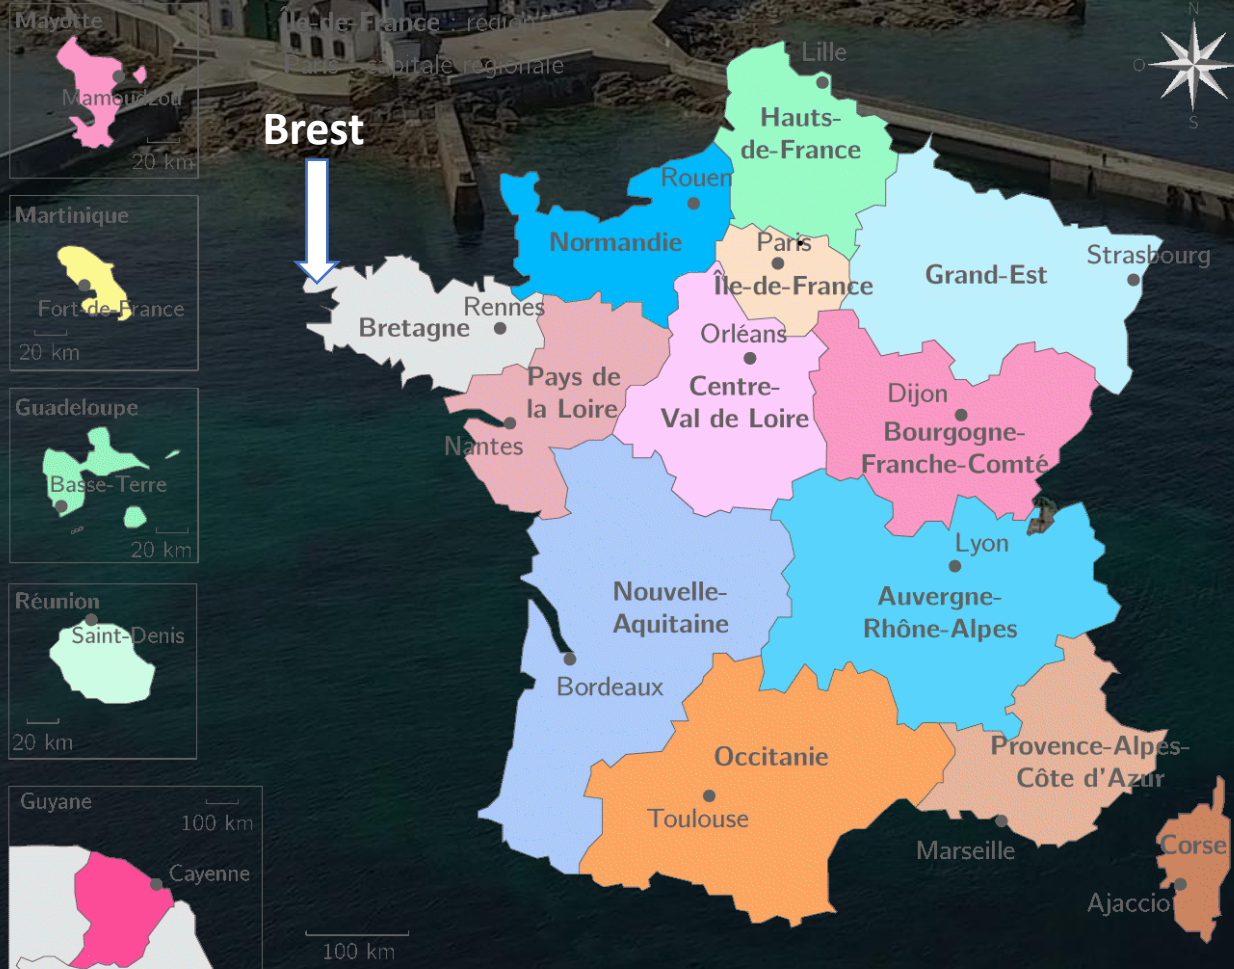 Mayotte
Mamoudzou
20 km
Île-de-France région
Paris capitale régionale
Brest
Martinique
Fort-de-France
20 km
Guadeloupe
Basse-Terre
20 km
Réunion
Saint-Denis
20 km
Guyane
100 km
Cayenne
N
O
S
Lille
Hauts-
de-France
Rouen
Normandie
Paris
Île-de-France
Grand-Est
Strasbourg
Rennes
Bretagne
Orléans
Centre-
Val de Loire
Pays de
la Loire
Nantes
Dijon
Bourgogne-
Franche-Comté
Lyon
Auvergne-
Rhône-Alpes
Nouvelle-
Aquitaine
Bordeaux
Occitanie
Toulouse
Provence-Alpes-
Côte d'Azur
Marseille
Corse
Ajaccio
100 km